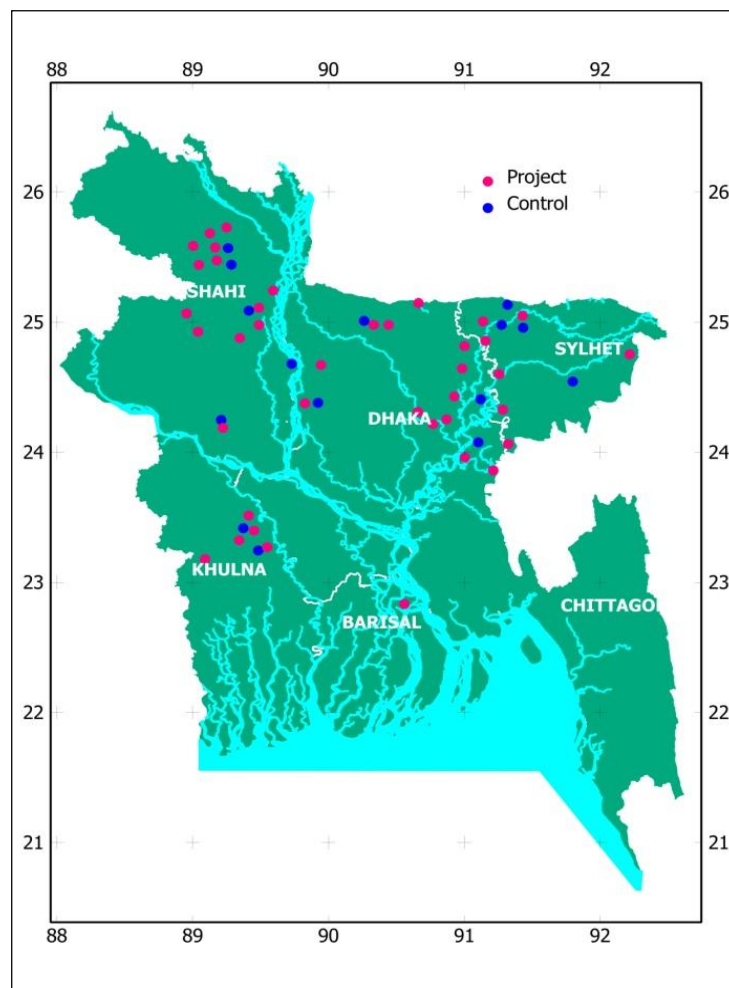 88 89 90 91 92
26 26
Project
Control
SHAHI
25 25
SYLHET
DHAKA
24 24
23 23
KHULNA
CHITTAGO
BARISAL
22 22
21 21
88 89 90 91 92